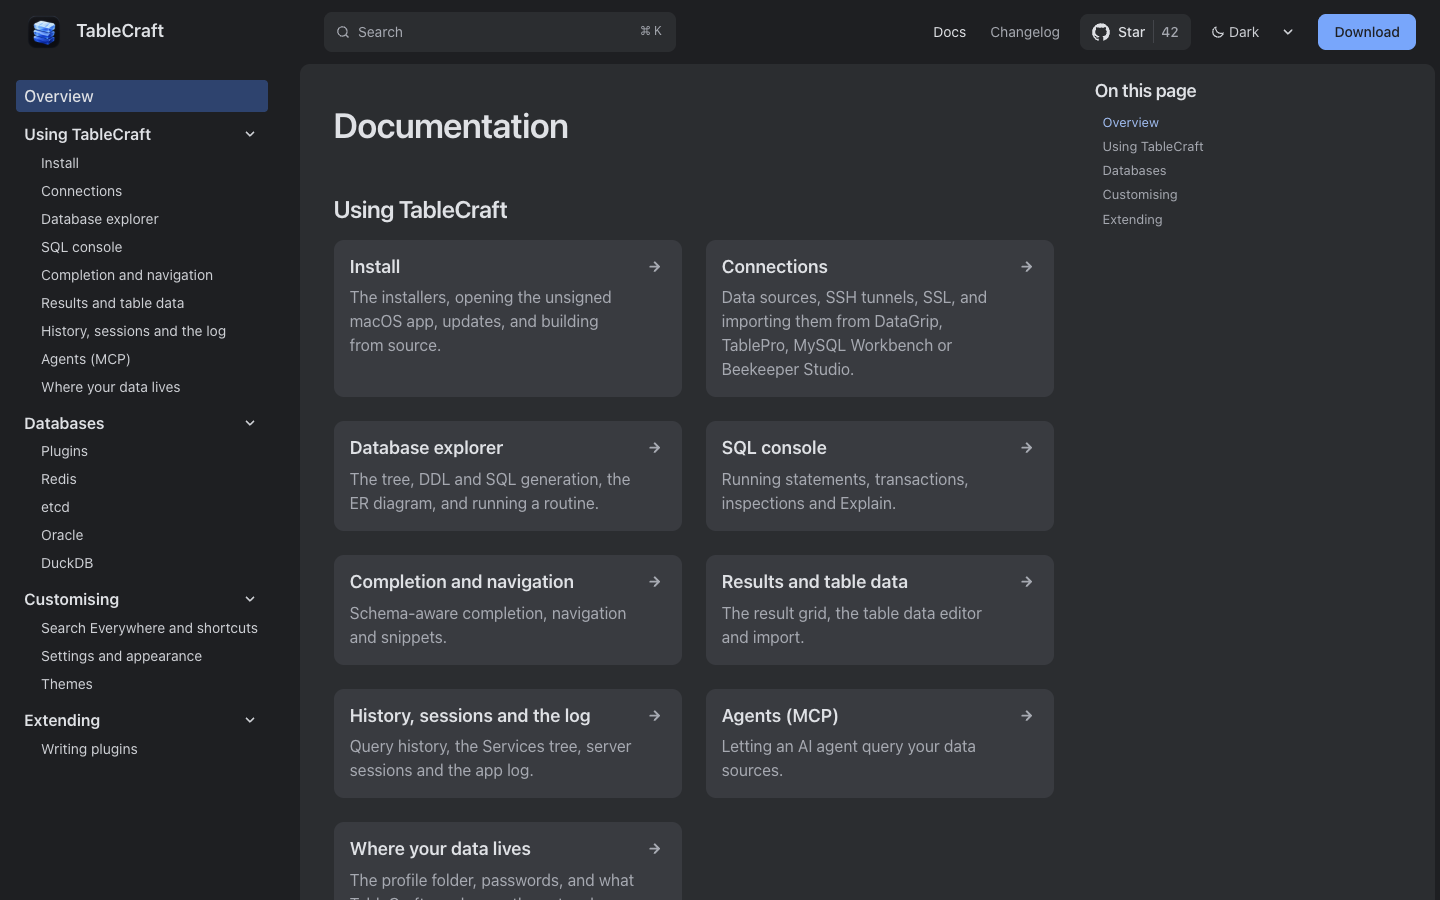 TableCraft
Search
⌘ K
Docs
Changelog
Star
42
Dark
Download
Overview
Using TableCraft
Install
Connections
Database explorer
SQL console
Completion and navigation
Results and table data
History, sessions and the log
Agents (MCP)
Where your data lives
Databases
Plugins
Redis
etcd
Oracle
DuckDB
Customising
Search Everywhere and shortcuts
Settings and appearance
Themes
Extending
Writing plugins
Documentation
Using TableCraft
Install
The installers, opening the unsigned
macOS app, updates, and building
from source.
Connections
Data sources, SSH tunnels, SSL, and
importing them from DataGrip,
TablePro, MySQL Workbench or
Beekeeper Studio.
Database explorer
The tree, DDL and SQL generation, the
ER diagram, and running a routine.
SQL console
Running statements, transactions,
inspections and Explain.
Completion and navigation
Schema-aware completion, navigation
and snippets.
Results and table data
The result grid, the table data editor
and import.
History, sessions and the log
Query history, the Services tree, server
sessions and the app log.
Agents (MCP)
Letting an AI agent query your data
sources.
Where your data lives
The profile folder, passwords, and what
On this page
Overview
Using TableCraft
Databases
Customising
Extending